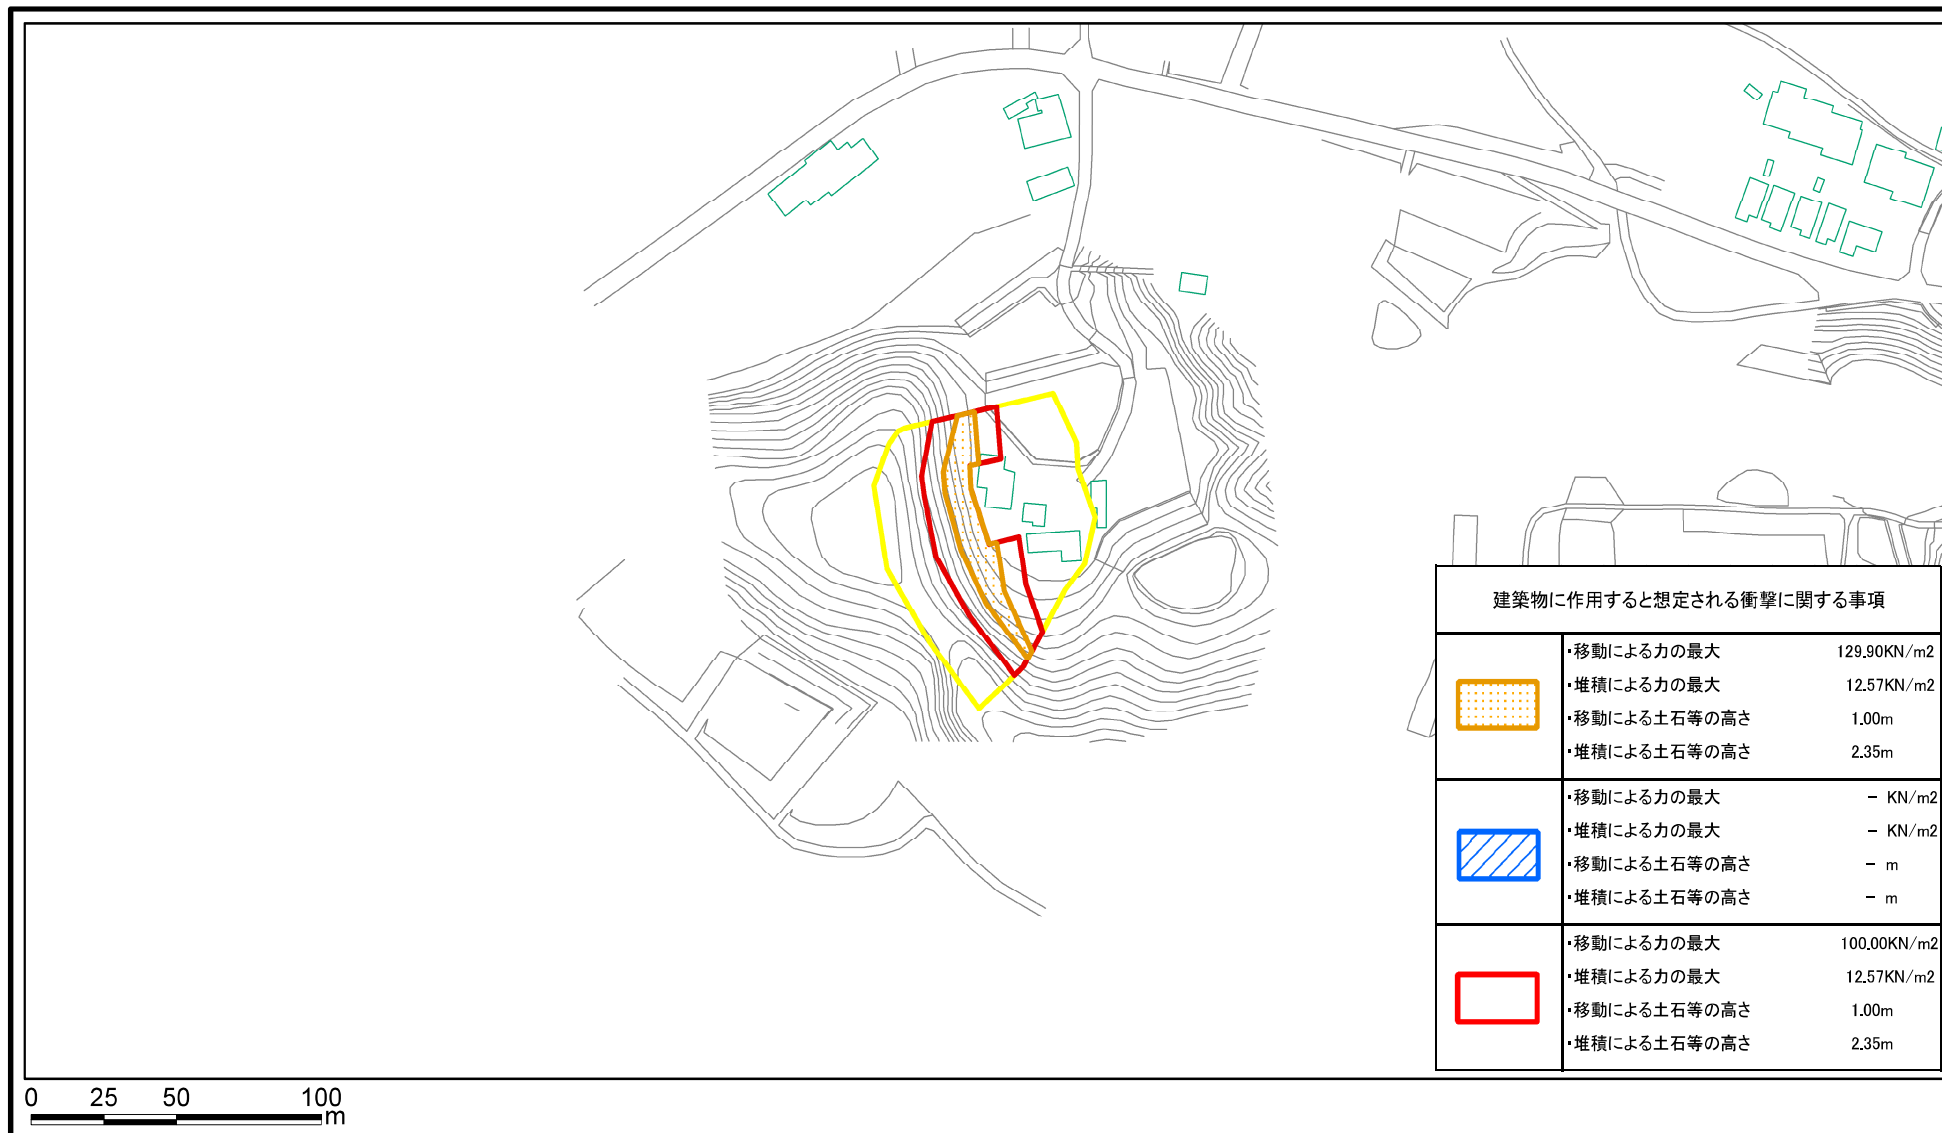 建築物に作用すると想定される衝撃に関する事項
・移動による力の最大 129.90KN/m2
・堆積による力の最大 12.57KN/m2
・移動による土石等の高さ 1.00m
・堆積による土石等の高さ 2.35m
・移動による力の最大 － KN/m2
・堆積による力の最大 － KN/m2
・移動による土石等の高さ － m
・堆積による土石等の高さ － m
・移動による力の最大 100.00KN/m2
・堆積による力の最大 12.57KN/m2
・移動による土石等の高さ 1.00m
・堆積による土石等の高さ 2.35m
0 25 50 100
m